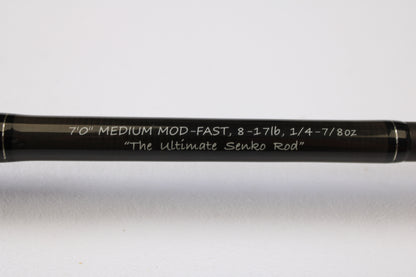 7'0" MEDIUM MOD-FAST, 8-17lb, 1/4-7/8oz
"The Ultimate Senko Rod"